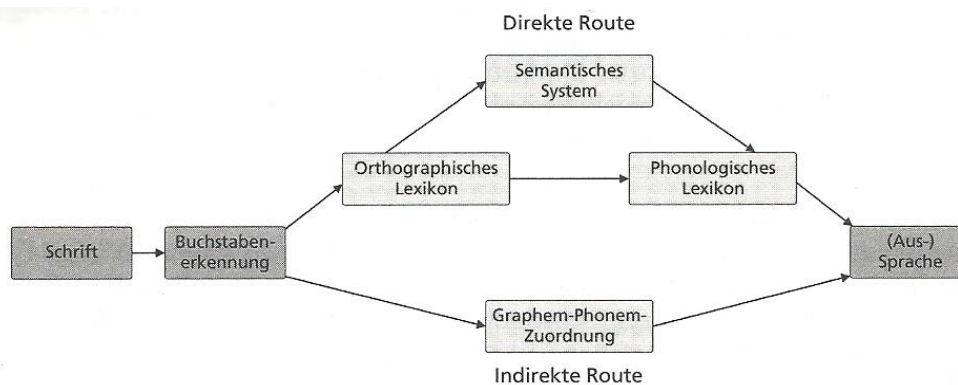 Direkte Route
Semantisches
System
Orthographisches
Lexikon
Phonologisches
Lexikon
Schrift
Buchstaben-
erkennung
(Aus-)
Sprache
Graphem-Phonem-
Zuordnung
Indirekte Route